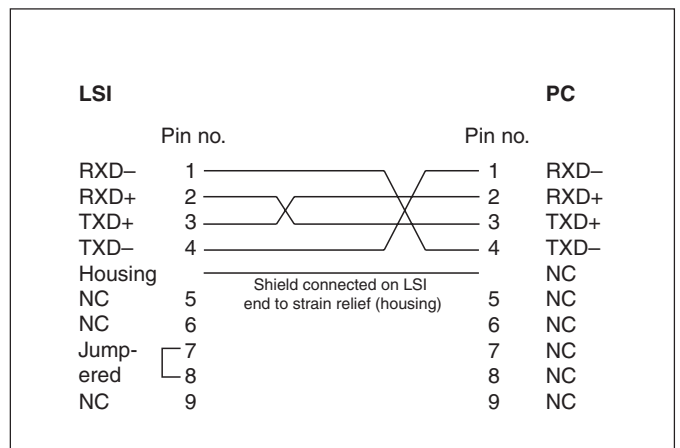 LSI PC
Pin no. Pin no.
RXD– 1 1 RXD–
RXD+ 2 2 RXD+
TXD+ 3 3 TXD+
TXD– 4 4 TXD–
Housing NC
Shield connected on LSI
end to strain relief (housing)
NC 5 5 NC
NC 6 6 NC
Jump- 7 7 NC
ered 8 8 NC
NC 9 9 NC